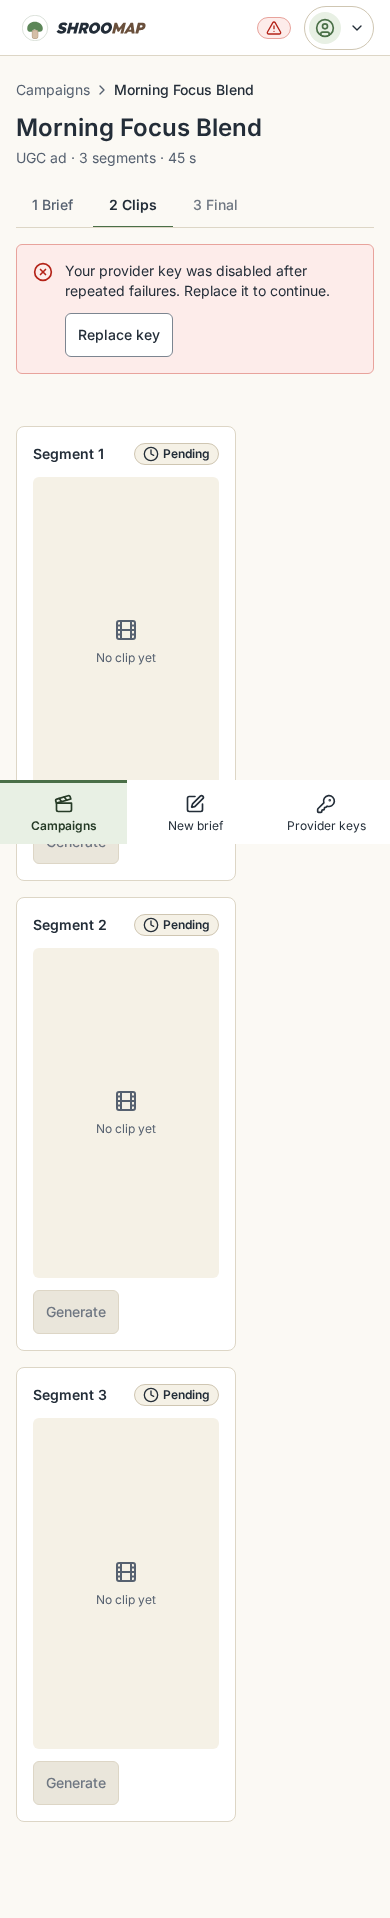 SHROOMAP
Campaigns > Morning Focus Blend
Morning Focus Blend
UGC ad · 3 segments · 45 s
1 Brief 2 Clips 3 Final
Your provider key was disabled after
repeated failures. Replace it to continue.
Replace key
Segment 1 Pending
No clip yet
Campaigns New brief Provider keys
Generate
Segment 2 Pending
No clip yet
Generate
Segment 3 Pending
No clip yet
Generate